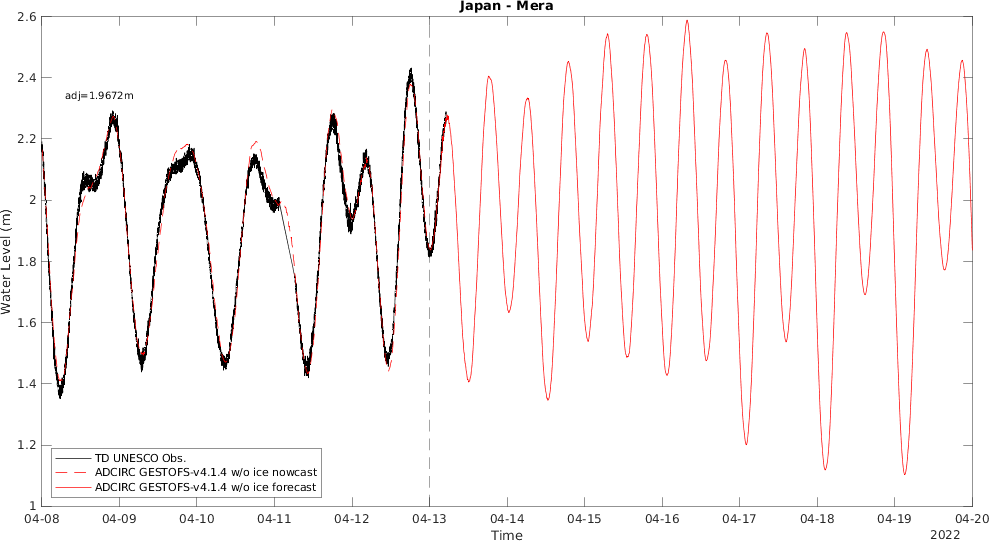 Japan - Mera
2.6
2.4
adj=1.9672m
2.2
2
1.8
1.6
1.4
1.2
1
Water Level (m)
TD UNESCO Obs.
ADCIRC GESTOFS-v4.1.4 w/o ice nowcast
ADCIRC GESTOFS-v4.1.4 w/o ice forecast
04-08 04-09 04-10 04-11 04-12 04-13 04-14 04-15 04-16 04-17 04-18 04-19 04-20
Time
2022